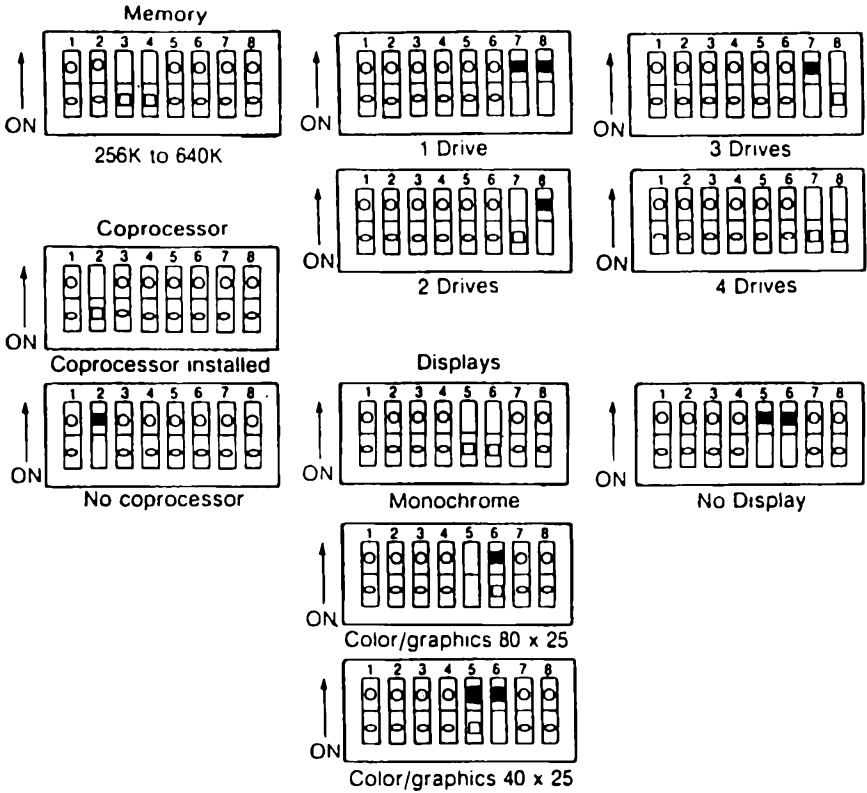 Memory
1 2 3 4 5 6 7 8
ON
256K to 640K
1 2 3 4 5 6 7 8
ON
1 Drive
1 2 3 4 5 6 7 8
ON
3 Drives
1 2 3 4 5 6 7 8
ON
2 Drives
1 2 3 4 5 6 7 8
ON
4 Drives
Coprocessor
1 2 3 4 5 6 7 8
ON
Coprocessor installed
1 2 3 4 5 6 7 8
ON
No coprocessor
Displays
1 2 3 4 5 6 7 8
ON
Monochrome
1 2 3 4 5 6 7 8
ON
No Display
1 2 3 4 5 6 7 8
ON
Color/graphics 80 x 25
1 2 3 4 5 6 7 8
ON
Color/graphics 40 x 25